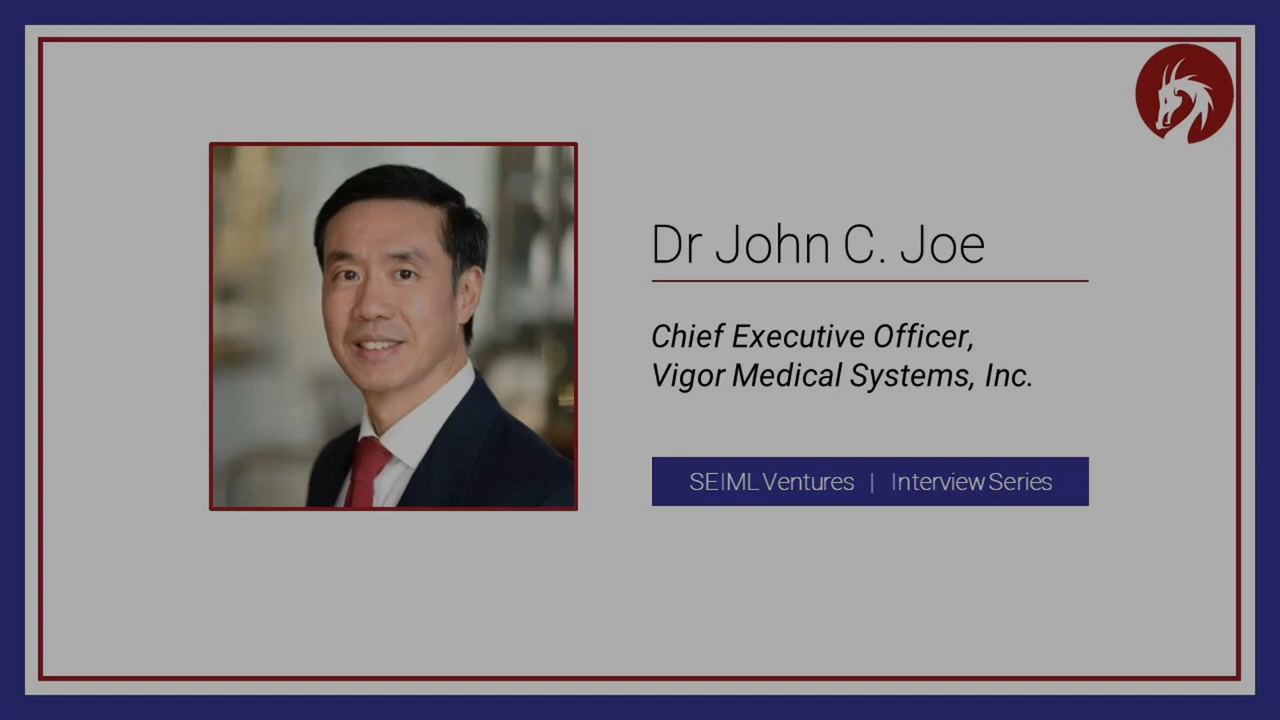 Dr John C. Joe
Chief Executive Officer,
Vigor Medical Systems, Inc.
SEIML Ventures | Interview Series